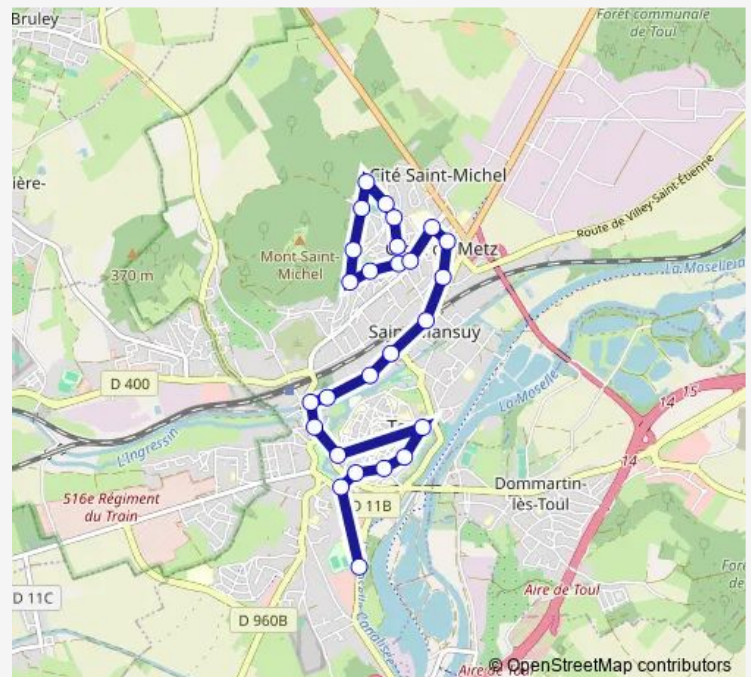 Bruley
Forêt communale
de Toul
Cité Saint-Michel
Route de Villey-Saint-Étienne
Metz
Mont Saint-
Michel
370 m
La Moselle
D 400
La Moselle
14
15
L'Ingressin
14
516e Régiment
du Train
Dommartin-
lès-Toul
D 11B
D 11C
Aire de Toul
D 960B
© OpenStreetMap contributors